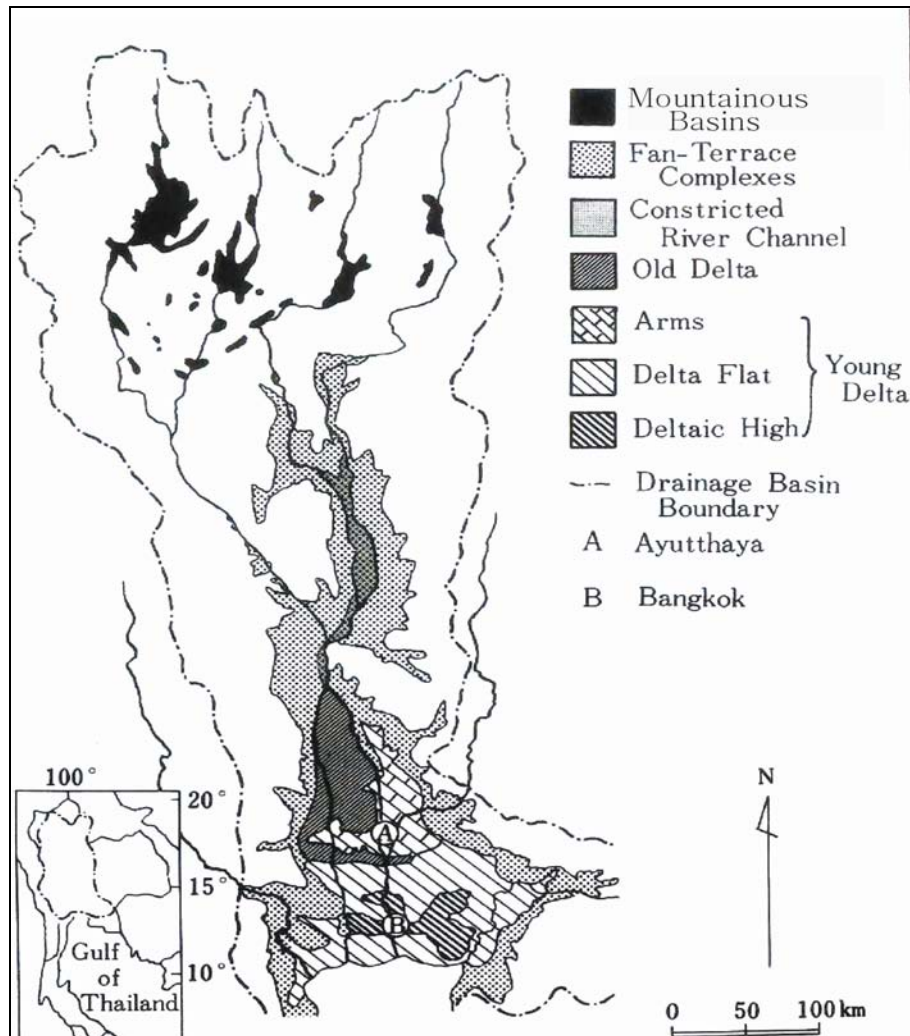 Mountainous
Basins
Fan-Terrace
Complexes
Constricted
River Channel
Old Delta
Arms
Delta Flat
Deltaic High
Young
Delta
Drainage Basin
Boundary
A Ayutthaya
B Bangkok
A
B
100°
20°
15°
10°
Gulf
of
Thailand
N
0 50 100 km